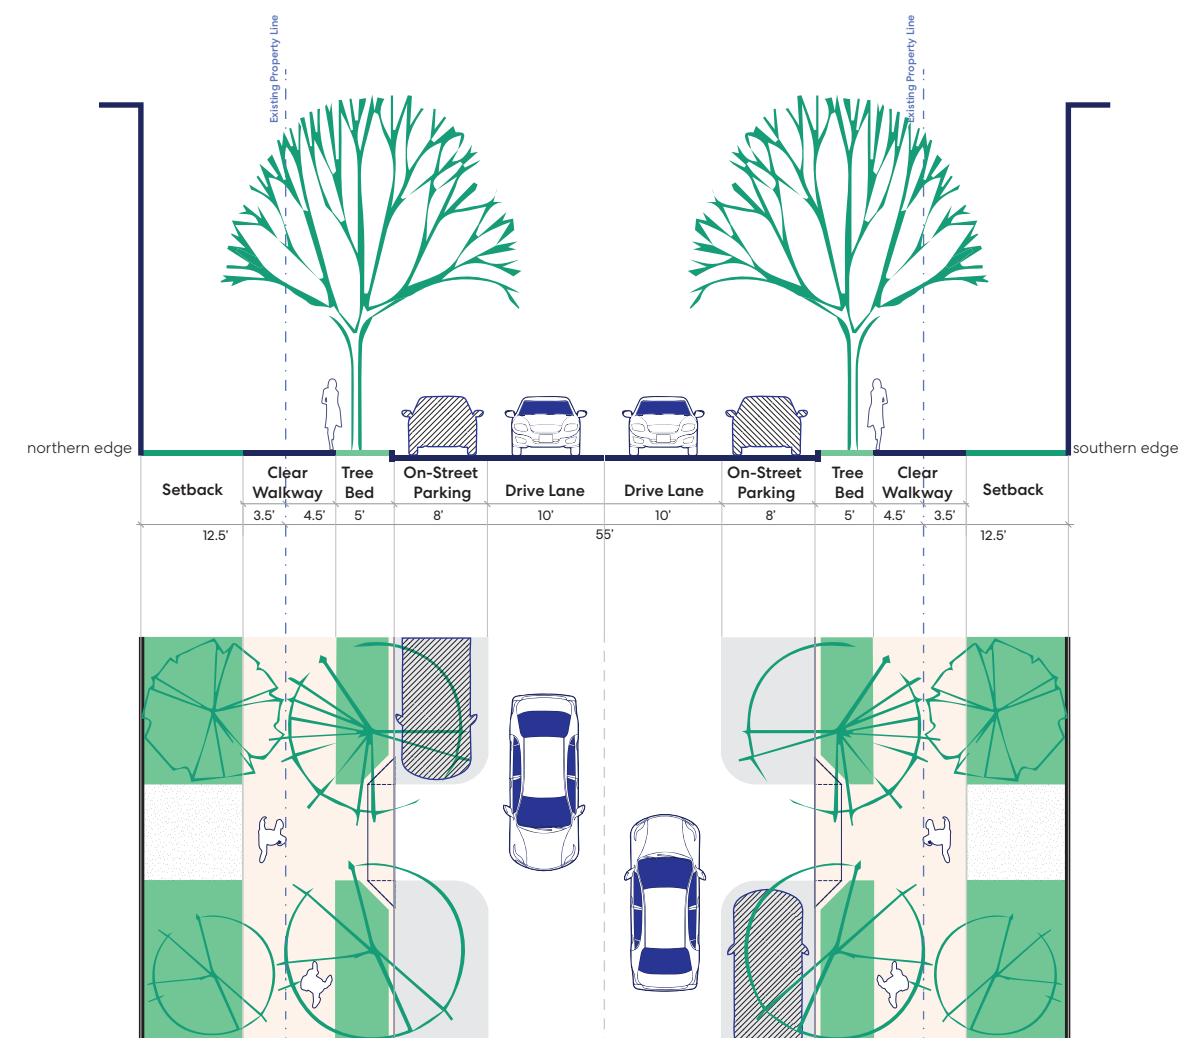 Existing Property Line
Existing Property Line
northern edge
southern edge
Setback
Clear
Walkway
Tree
Bed
On-Street
Parking
Drive Lane
Drive Lane
On-Street
Parking
Tree
Bed
Clear
Walkway
Setback
3.5’
4.5’
5’
8’
10’
10’
8’
5’
4.5’
3.5’
12.5’
55’
12.5’